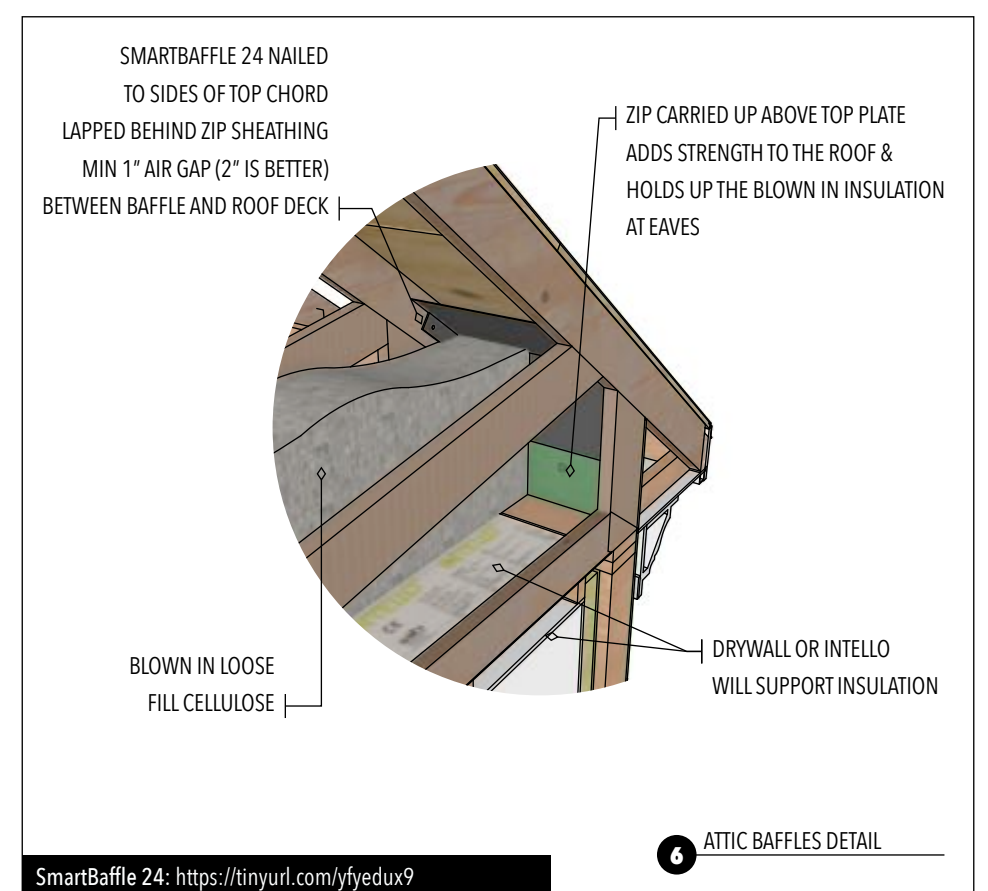 SMARTBAFFLE 24 NAILED
TO SIDES OF TOP CHORD
LAPPED BEHIND ZIP SHEATHING
MIN 1" AIR GAP (2" IS BETTER)
BETWEEN BAFFLE AND ROOF DECK
ZIP CARRIED UP ABOVE TOP PLATE
ADDS STRENGTH TO THE ROOF &
HOLDS UP THE BLOWN IN INSULATION
AT EAVES
BLOWN IN LOOSE
FILL CELLULOSE
DRYWALL OR INTELLO
WILL SUPPORT INSULATION
6 ATTIC BAFFLES DETAIL
SmartBaffle 24: https://tinyurl.com/yfyedux9